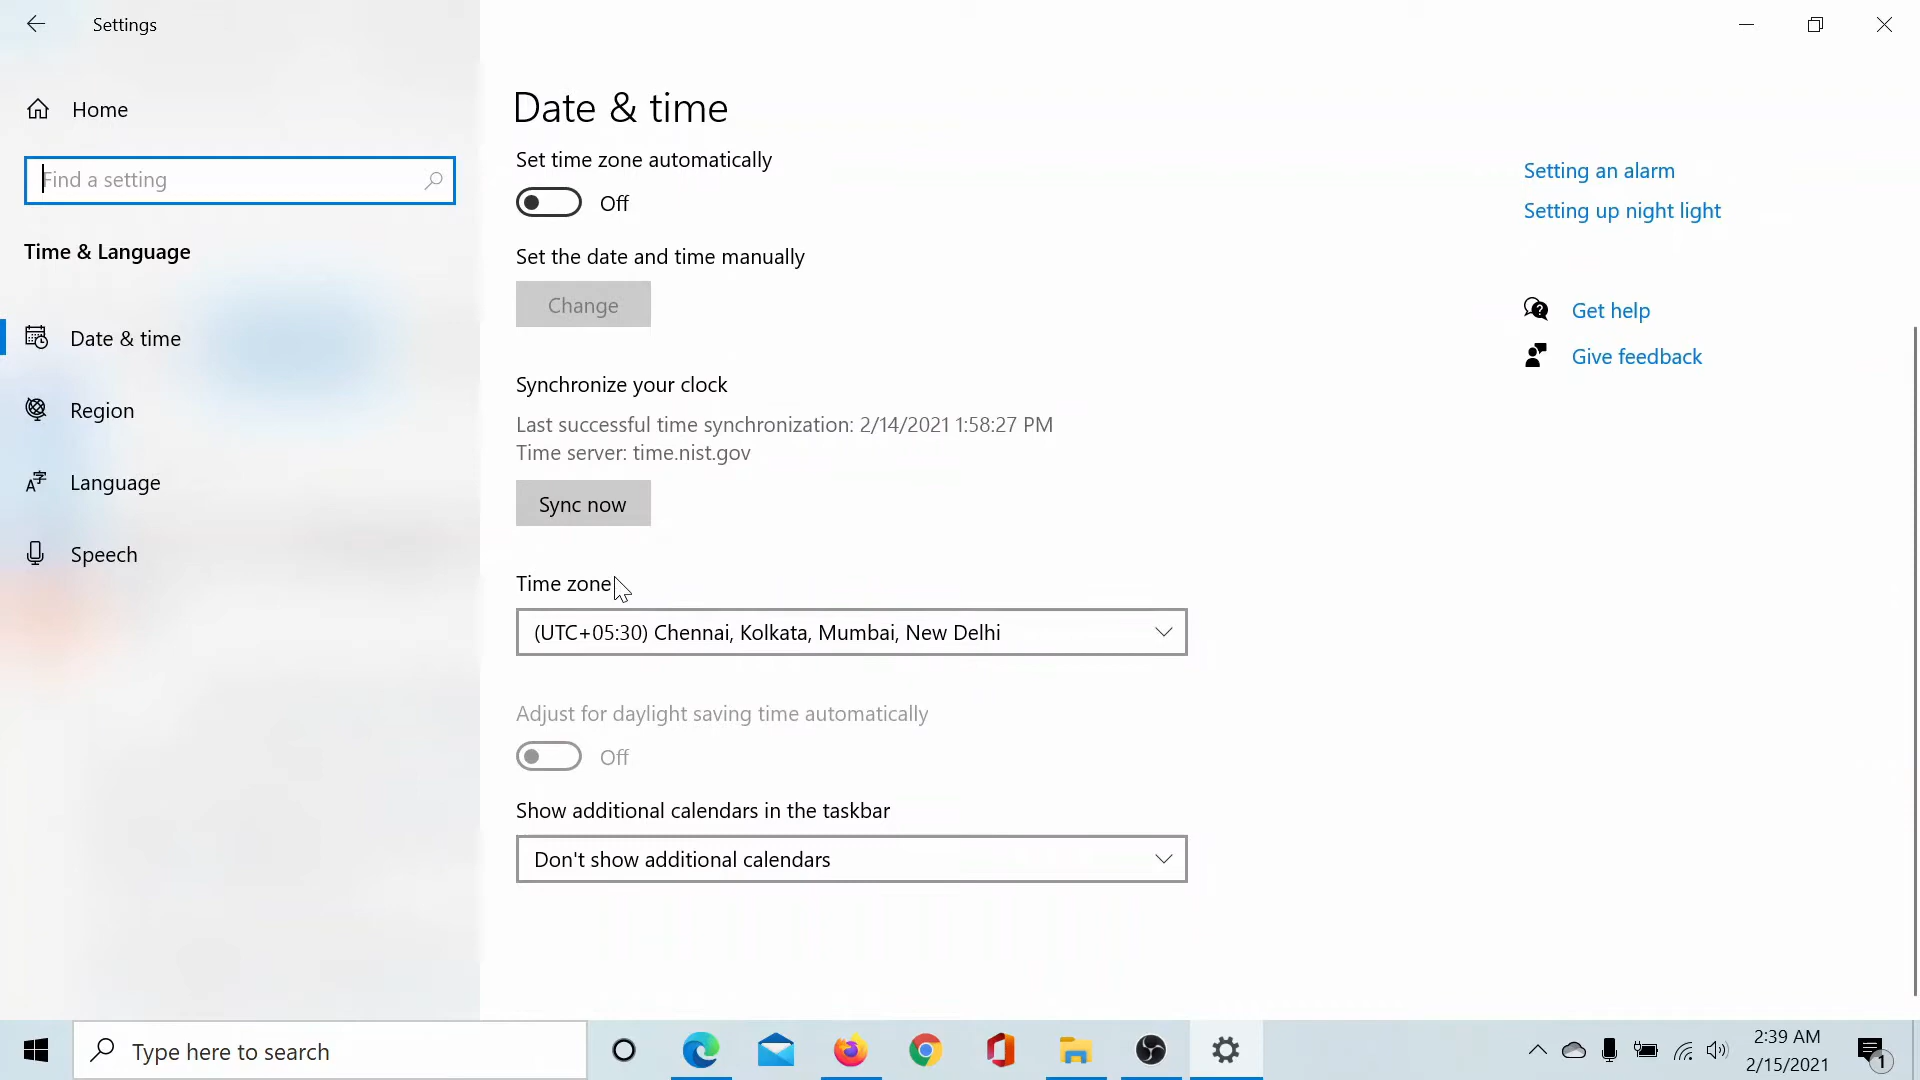 Settings
Home
Find a setting
Time & Language
Date & time
Region
Language
Speech
Date & time
Set time zone automatically
Off
Set the date and time manually
Change
Synchronize your clock
Last successful time synchronization: 2/14/2021 1:58:27 PM
Time server: time.nist.gov
Sync now
Time zone
(UTC+05:30) Chennai, Kolkata, Mumbai, New Delhi
Adjust for daylight saving time automatically
Off
Show additional calendars in the taskbar
Don't show additional calendars
Setting an alarm
Setting up night light
Get help
Give feedback
Type here to search
2:39 AM
2/15/2021
1